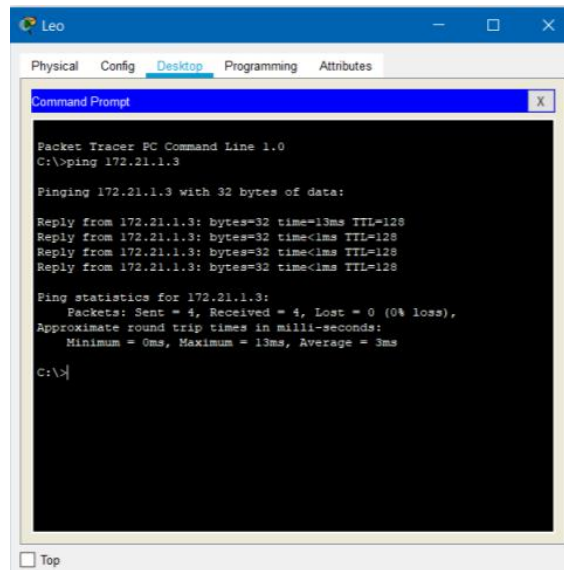 Leo
Physical Config Desktop Programming Attributes
Command Prompt
X
Packet Tracer PC Command Line 1.0
C:\>ping 172.21.1.3
Pinging 172.21.1.3 with 32 bytes of data:
Reply from 172.21.1.3: bytes=32 time=13ms TTL=128
Reply from 172.21.1.3: bytes=32 time<1ms TTL=128
Reply from 172.21.1.3: bytes=32 time<1ms TTL=128
Reply from 172.21.1.3: bytes=32 time<1ms TTL=128
Ping statistics for 172.21.1.3:
Packets: Sent = 4, Received = 4, Lost = 0 (0% loss),
Approximate round trip times in milli-seconds:
Minimum = 0ms, Maximum = 13ms, Average = 3ms
C:\>
Top